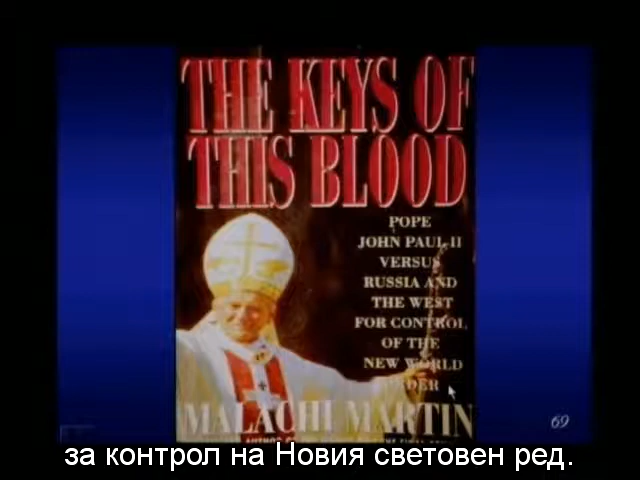 THE KEYS OF
THIS BLOOD
POPE
JOHN PAUL II
VERSUS
RUSSIA AND
THE WEST
FOR CONTROL
OF THE
NEW WORLD
ORDER
MALACHI MARTIN
69
за контрол на Новия световен ред.